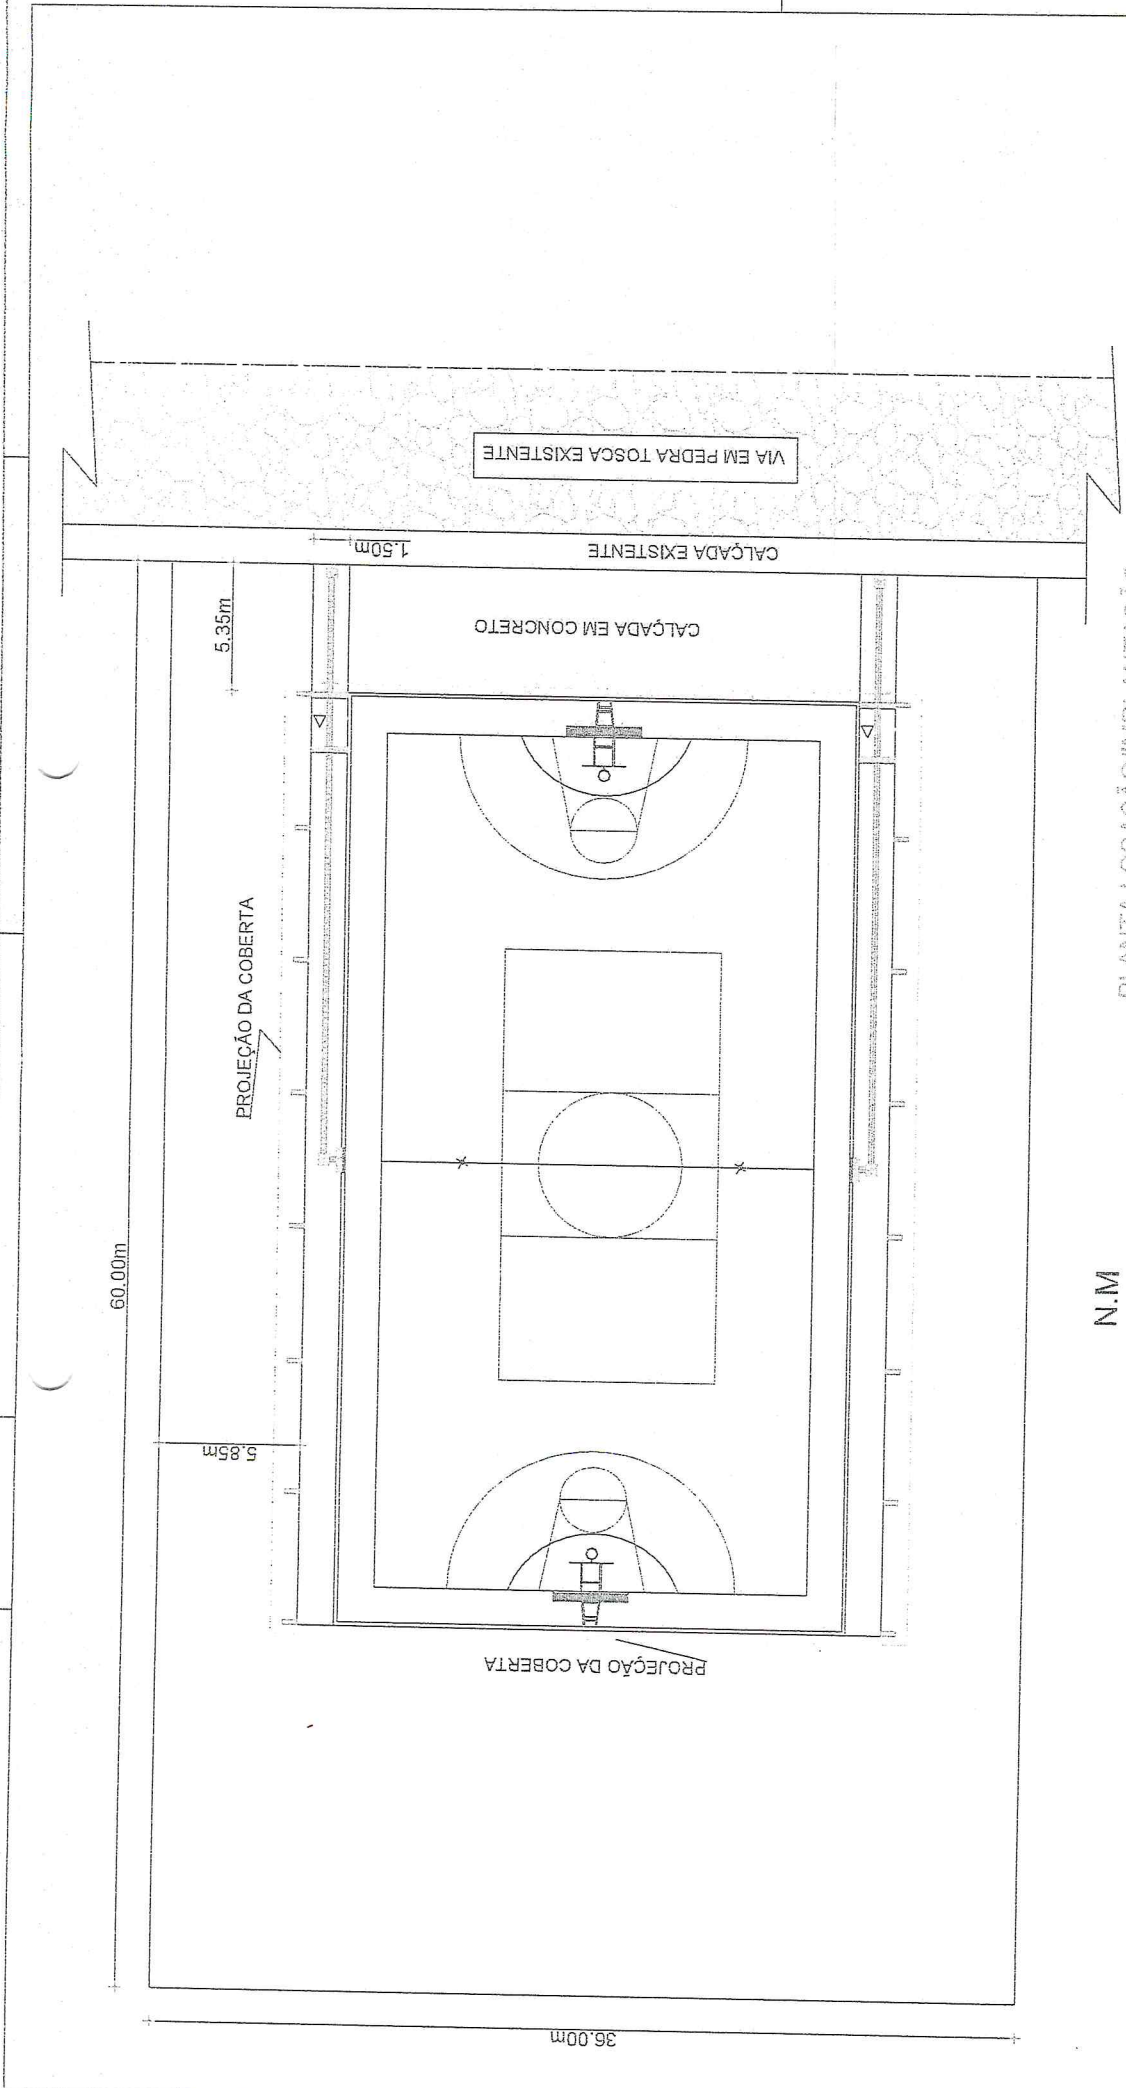 VIA EM PEDRA TOSCA EXISTENTE
1.50m
CALÇADA EXISTENTE
5.35m
CALÇADA EM CONCRETO
PROJEÇÃO DA COBERTA
60.00m
5.85m
PROJEÇÃO DA COBERTA
36.00m
N.M